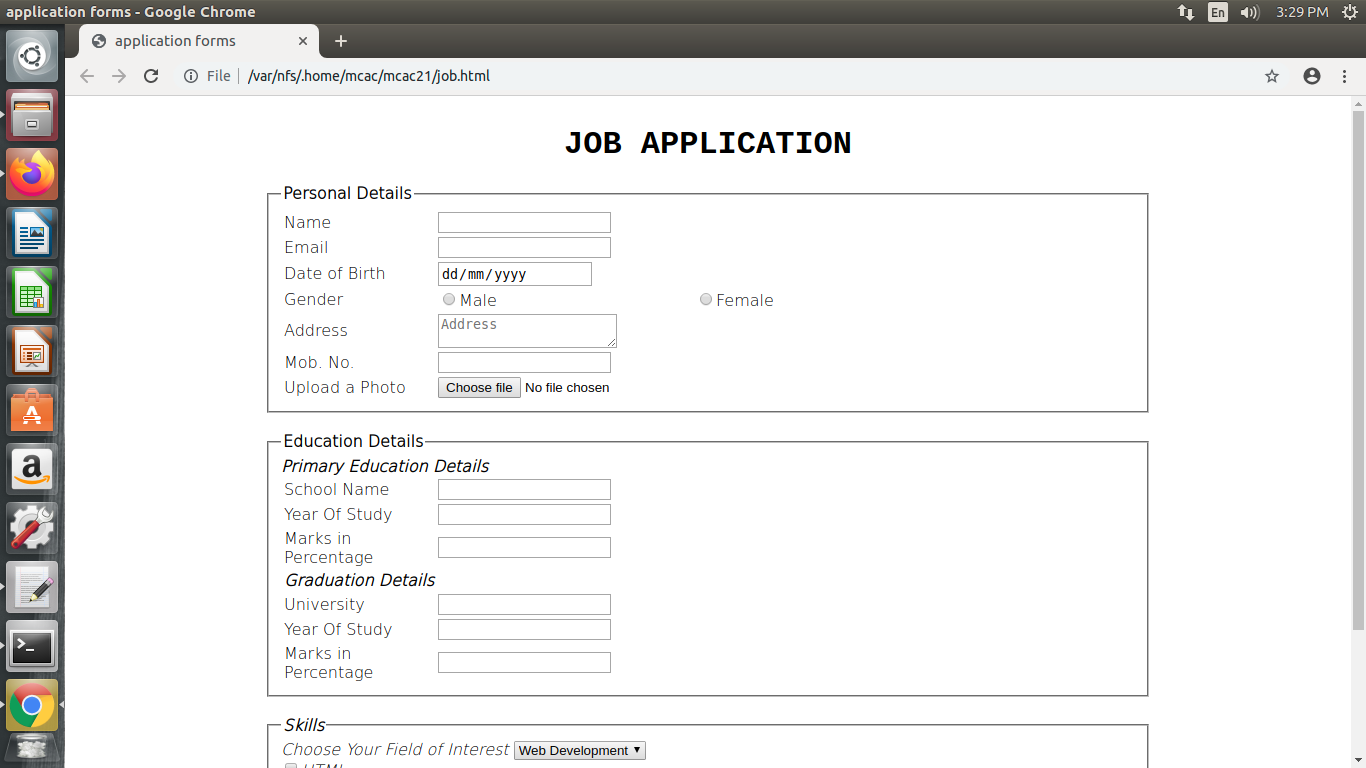 application forms - Google Chrome
En
3:29 PM
application forms
File
/var/nfs/.home/mcac/mcac21/job.html
JOB APPLICATION
Personal Details
Name
Email
Date of Birth dd/mm/yyyy
Gender Male Female
Address Address
Mob. No.
Upload a Photo Choose file No file chosen
Education Details
Primary Education Details
School Name
Year Of Study
Marks in
Percentage
Graduation Details
University
Year Of Study
Marks in
Percentage
Skills
Choose Your Field of Interest Web Development
HTML